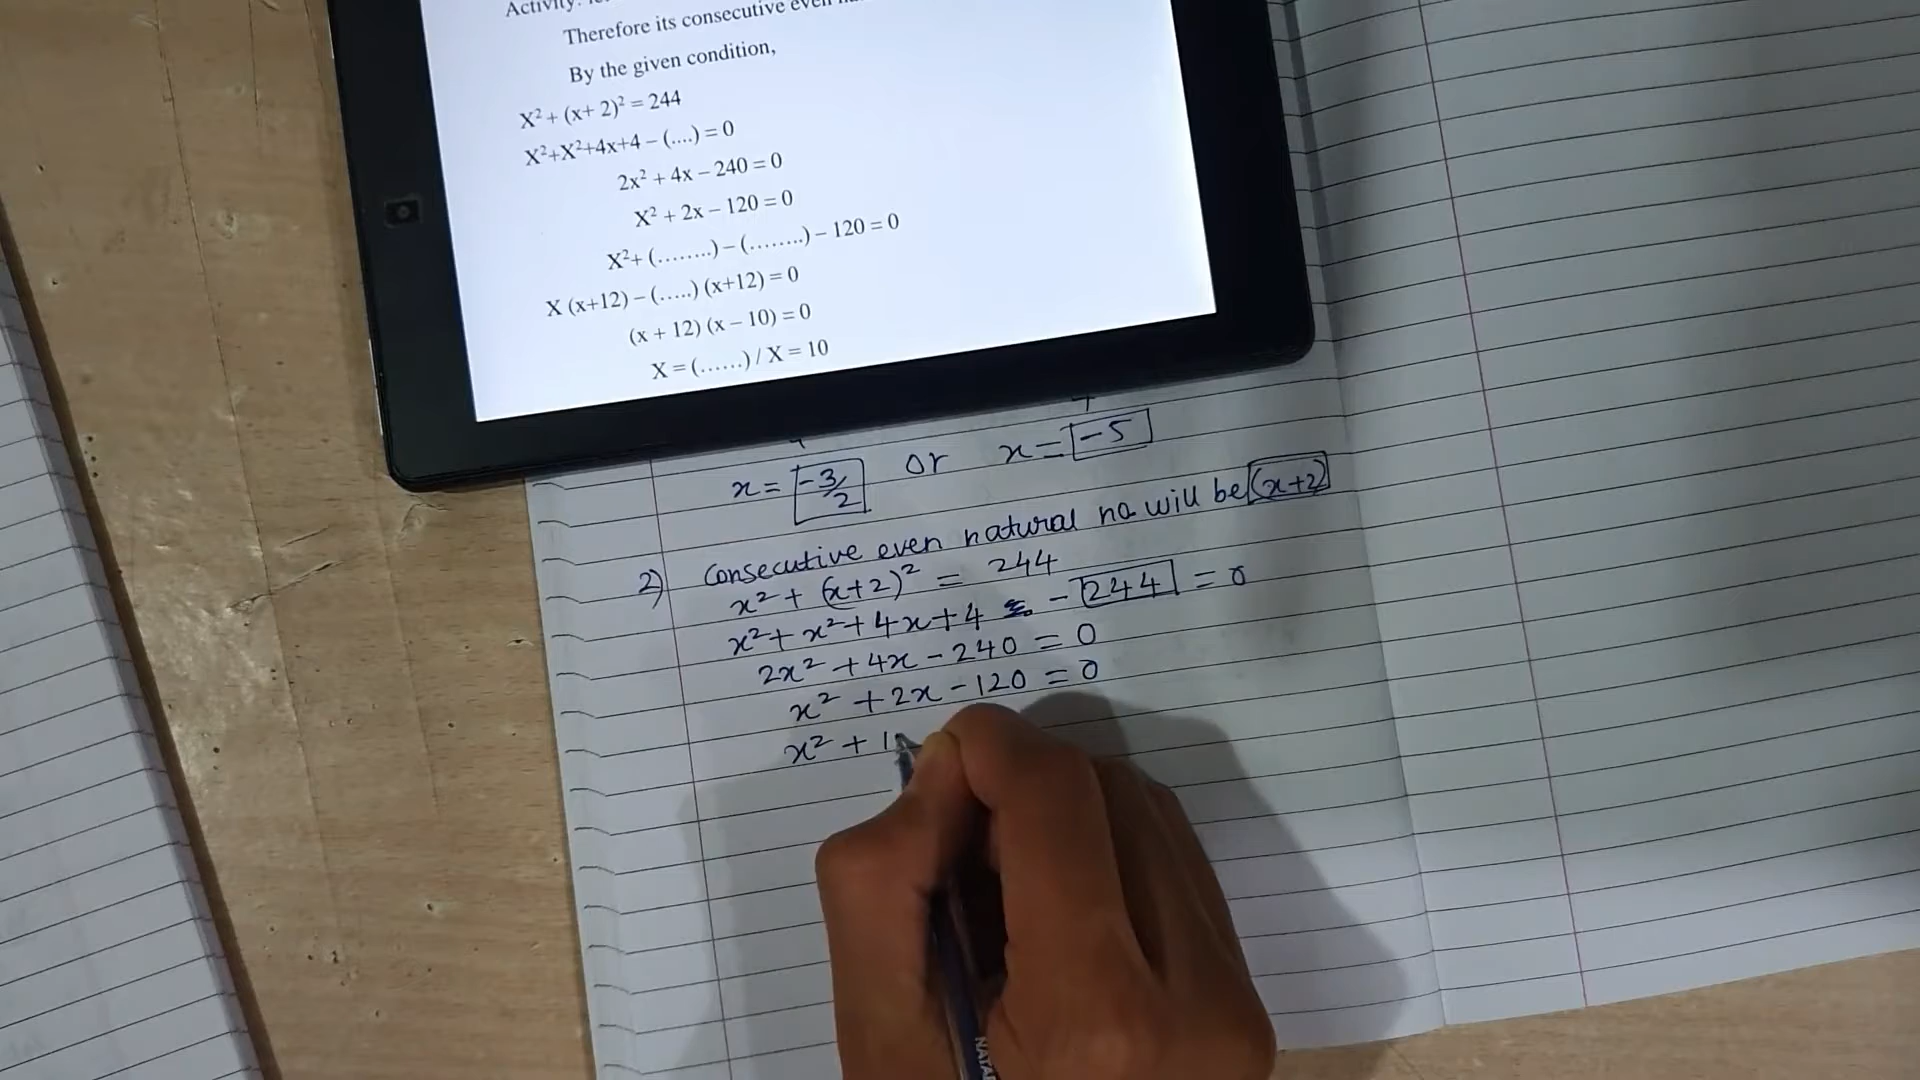 Activity:
Therefore its consecutive even
By the given condition,
X² + (x+ 2)² = 244
X²+X²+4x+4 – (....) = 0
2x² + 4x – 240 = 0
X² + 2x – 120 = 0
X²+ (........) – (........) – 120 = 0
X (x+12) – (.....) (x+12) = 0
(x + 12) (x – 10) = 0
X = (......) / X = 10
x = -3/2 or x = -5
2) Consecutive even natural no will be (x+2)
x² + (x+2)² = 244
x² + x² + 4x + 4 - 244 = 0
2x² + 4x - 240 = 0
x² + 2x - 120 = 0
x² + 1
NATA